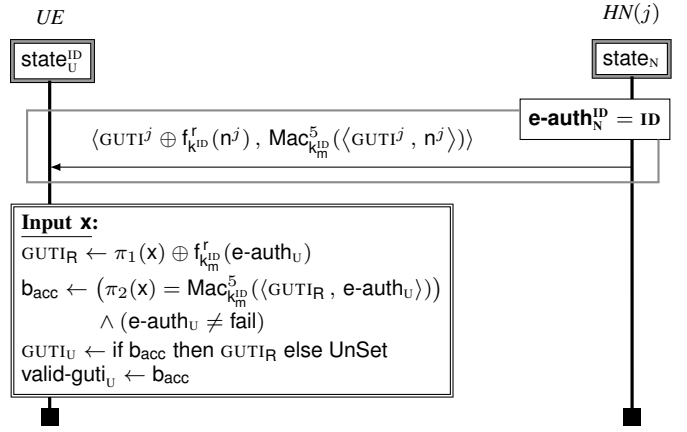 UE HN(j)
state_U^ID state_N
e-auth_N^ID = ID
⟨GUTI^j ⊕ f^r_{k^ID}(n^j) , Mac^5_{k_m^ID}(⟨GUTI^j , n^j⟩)⟩
Input x:
GUTI_R ← π_1(x) ⊕ f^r_{k_m^ID}(e-auth_U)
b_acc ← (π_2(x) = Mac^5_{k_m^ID}(⟨GUTI_R , e-auth_U⟩))
∧ (e-auth_U ≠ fail)
GUTI_U ← if b_acc then GUTI_R else UnSet
valid-guti_U ← b_acc